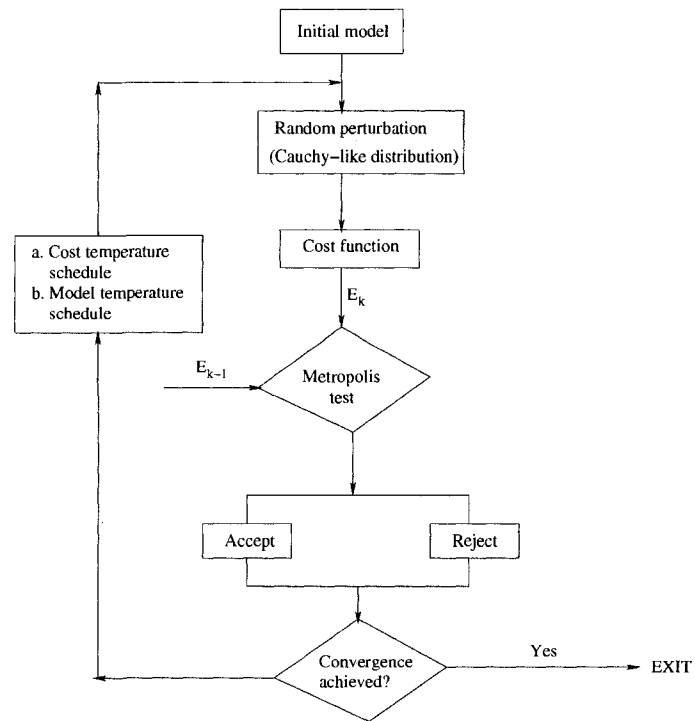 Initial model
Random perturbation
(Cauchy-like distribution)
Cost function
a. Cost temperature
schedule
b. Model temperature
schedule
E_k
E_k-1
Metropolis
test
Accept
Reject
Convergence
achieved?
Yes
EXIT